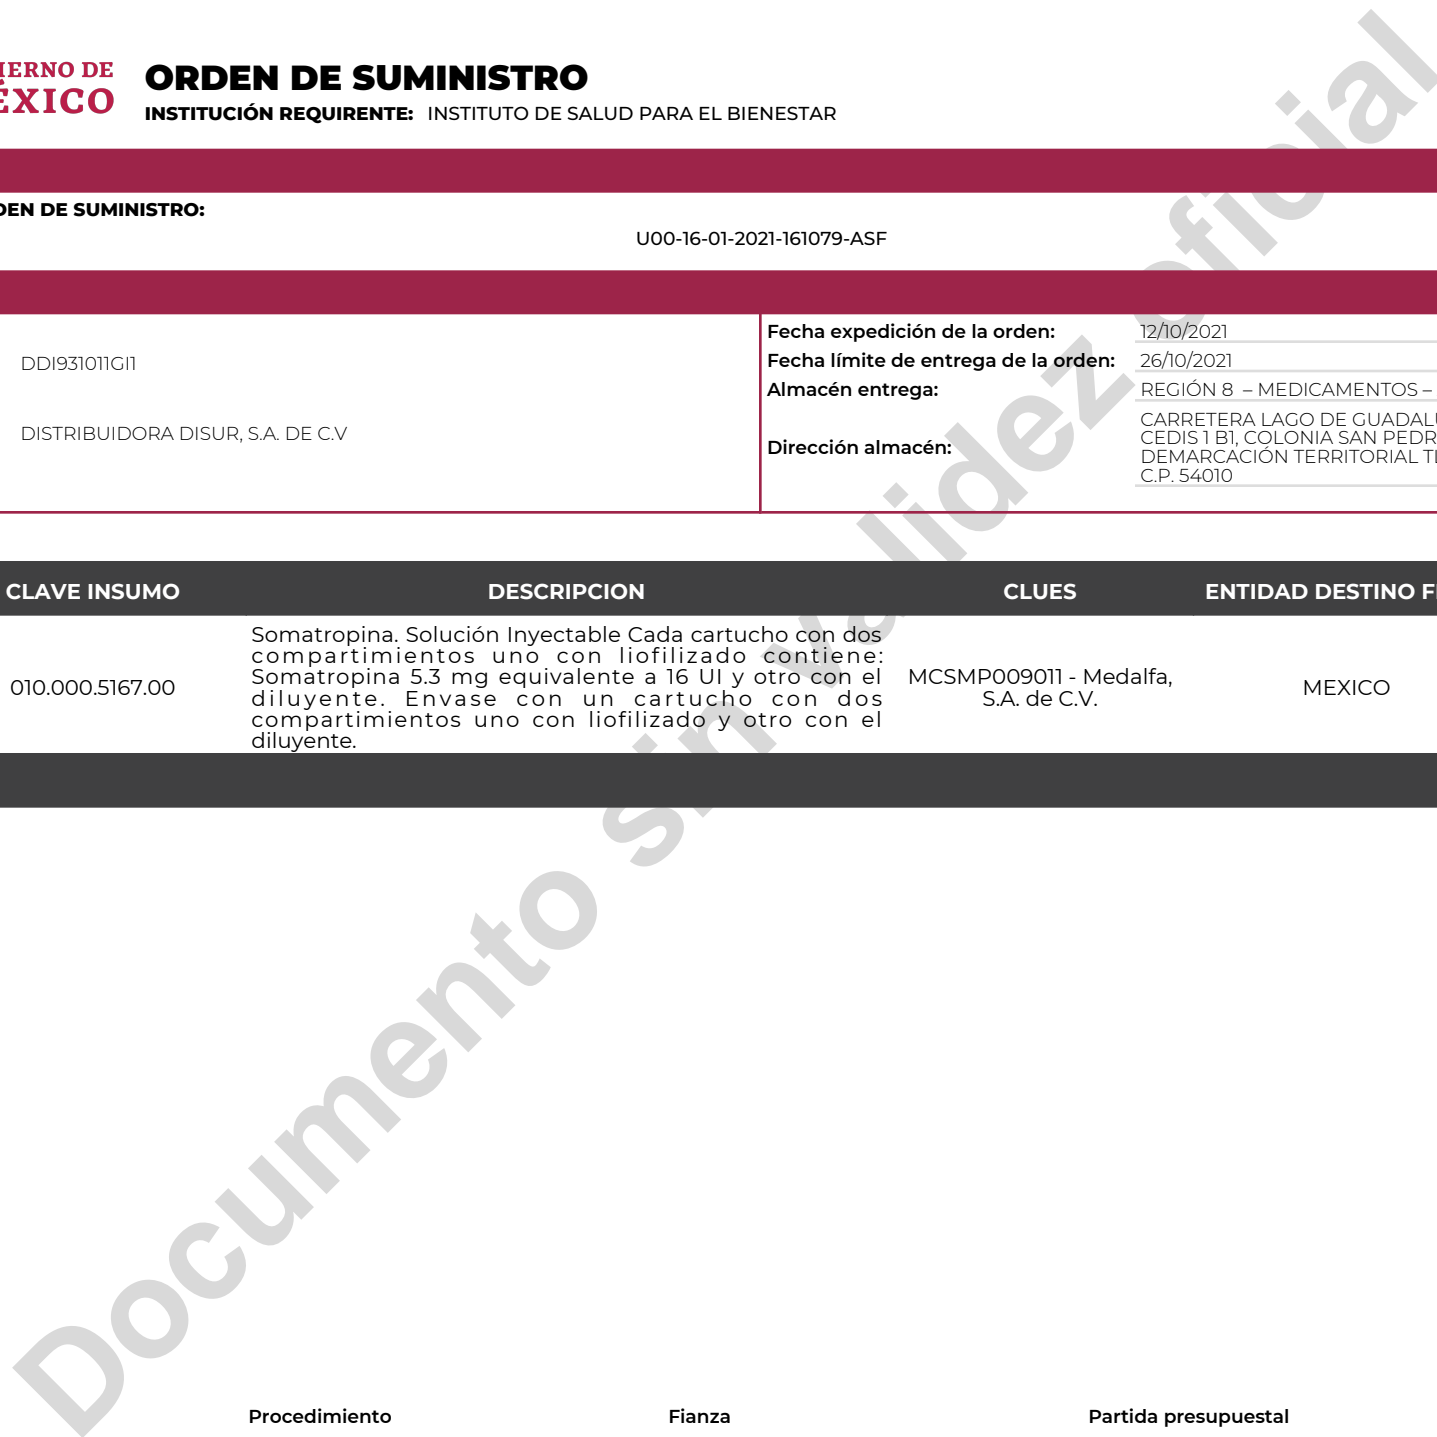 IERNO DE
ÉXICO
ORDEN DE SUMINISTRO
INSTITUCIÓN REQUIRENTE: INSTITUTO DE SALUD PARA EL BIENESTAR
DEN DE SUMINISTRO:
U00-16-01-2021-161079-ASF
DDI931011GI1
DISTRIBUIDORA DISUR, S.A. DE C.V
Fecha expedición de la orden: 12/10/2021
Fecha límite de entrega de la orden: 26/10/2021
Almacén entrega: REGIÓN 8 – MEDICAMENTOS –
Dirección almacén:
CARRETERA LAGO DE GUADALU
CEDIS 1 B1, COLONIA SAN PEDR
DEMARCACIÓN TERRITORIAL TL
C.P. 54010
CLAVE INSUMO DESCRIPCION CLUES ENTIDAD DESTINO FI
010.000.5167.00
Somatropina. Solución Inyectable Cada cartucho con dos
compartimientos uno con liofilizado contiene:
Somatropina 5.3 mg equivalente a 16 UI y otro con el
diluyente. Envase con un cartucho con dos
compartimientos uno con liofilizado y otro con el
diluyente.
MCSMP009011 - Medalfa,
S.A. de C.V.
MEXICO
Procedimiento Fianza Partida presupuestal
Documento sin validez oficial